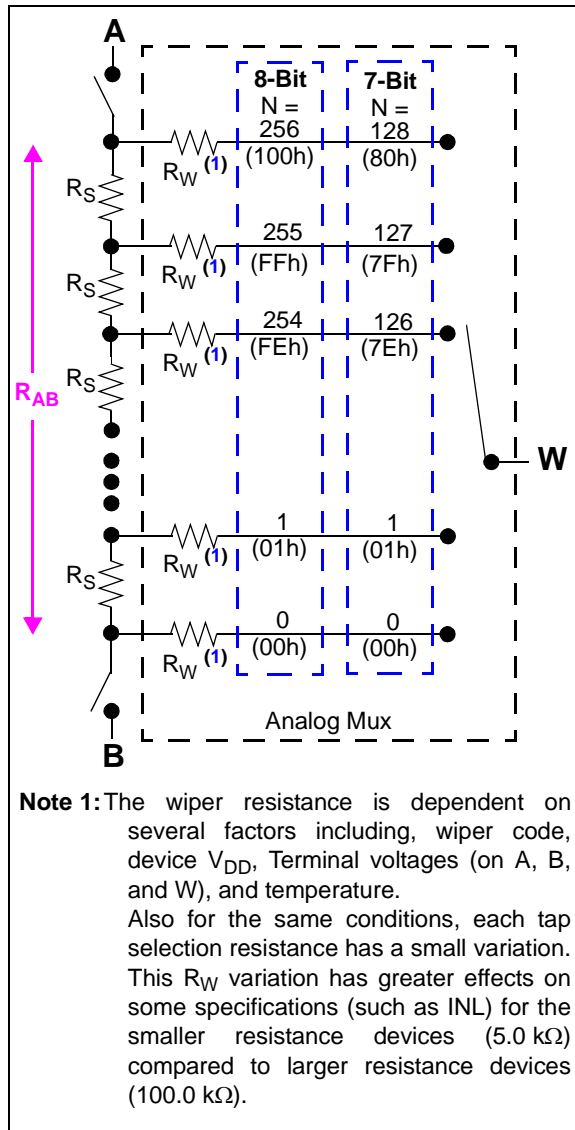 A
8-Bit 7-Bit
N = N =
256 128
(100h) (80h)
RW (1)
RS
255 127
(FFh) (7Fh)
RW (1)
RS
254 126
(FEh) (7Eh)
RW (1)
RS
RAB
W
1 1
(01h) (01h)
RW (1)
RS
0 0
(00h) (00h)
RW (1)
Analog Mux
B
Note 1: The wiper resistance is dependent on
several factors including, wiper code,
device VDD, Terminal voltages (on A, B,
and W), and temperature.
Also for the same conditions, each tap
selection resistance has a small variation.
This RW variation has greater effects on
some specifications (such as INL) for the
smaller resistance devices (5.0 kΩ)
compared to larger resistance devices
(100.0 kΩ).